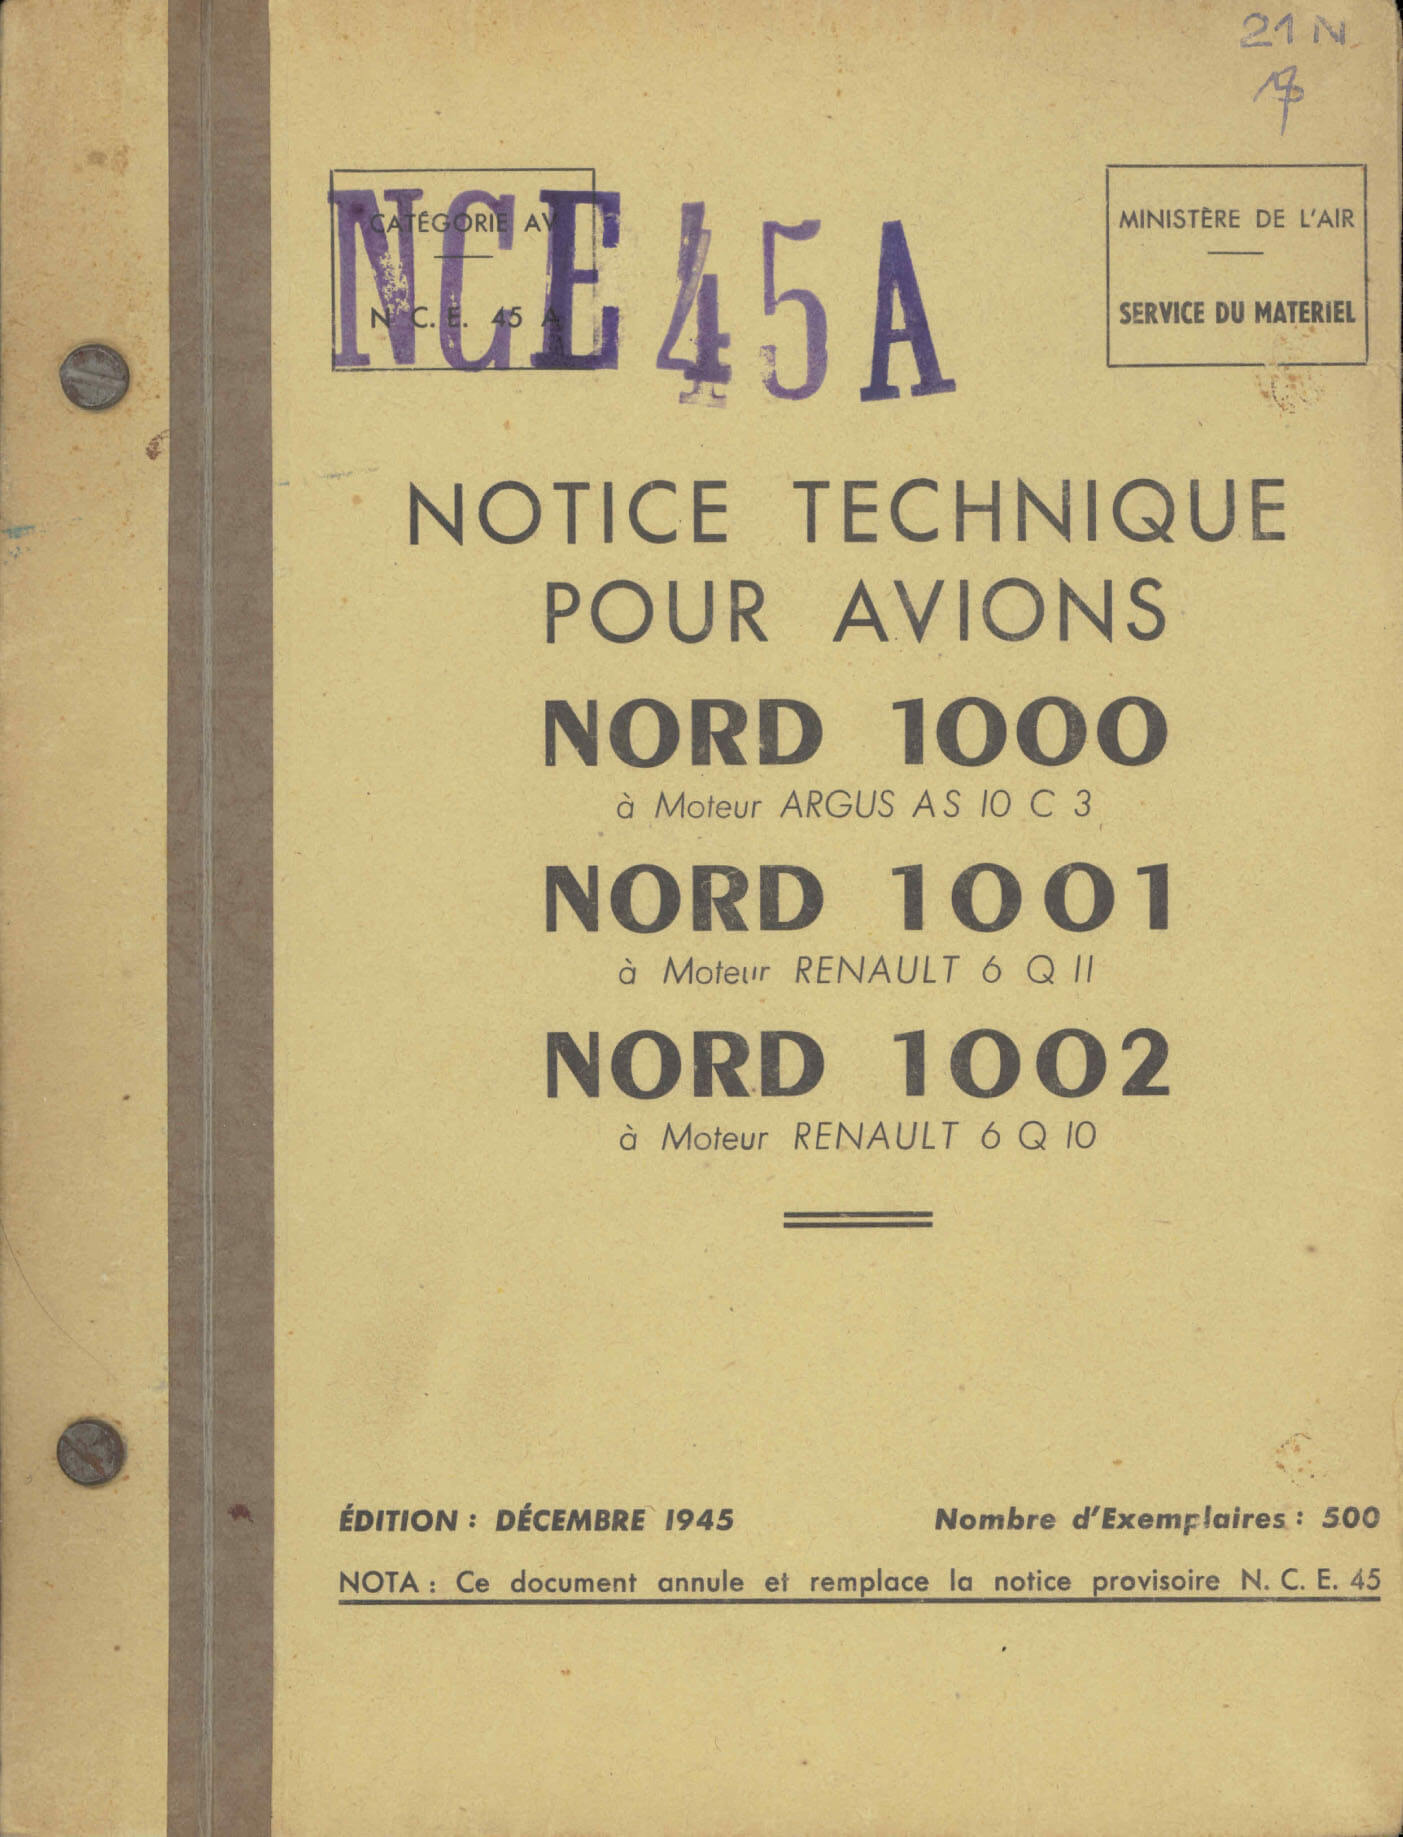 21 N
CATÉGORIE AV
N. C. E. 45 A
NCE 45 A
MINISTÈRE DE L'AIR
SERVICE DU MATERIEL
NOTICE TECHNIQUE
POUR AVIONS
NORD 1000
à Moteur ARGUS AS 10 C 3
NORD 1001
à Moteur RENAULT 6 Q 11
NORD 1002
à Moteur RENAULT 6 Q 10
ÉDITION : DÉCEMBRE 1945
Nombre d'Exemplaires : 500
NOTA : Ce document annule et remplace la notice provisoire N. C. E. 45